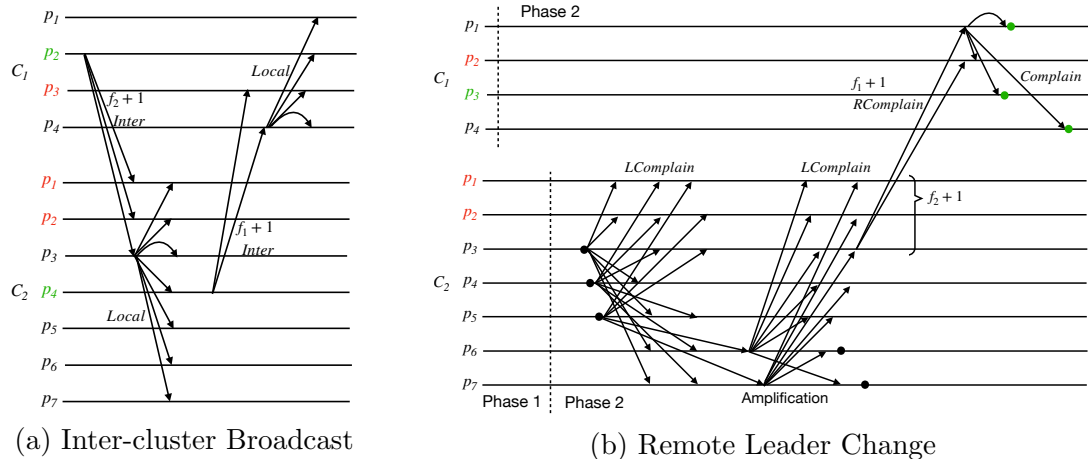 p1
p2
C1
p3
p4
Local
f2 + 1
Inter
p1
p2
p3
C2
p4
p5
p6
p7
f1 + 1
Inter
Local
(a) Inter-cluster Broadcast
Phase 2
p1
p2
C1
p3
p4
f1 + 1
RComplain
Complain
LComplain
LComplain
p1
p2
p3
C2
p4
p5
p6
p7
f2 + 1
Phase 1
Phase 2
Amplification
(b) Remote Leader Change